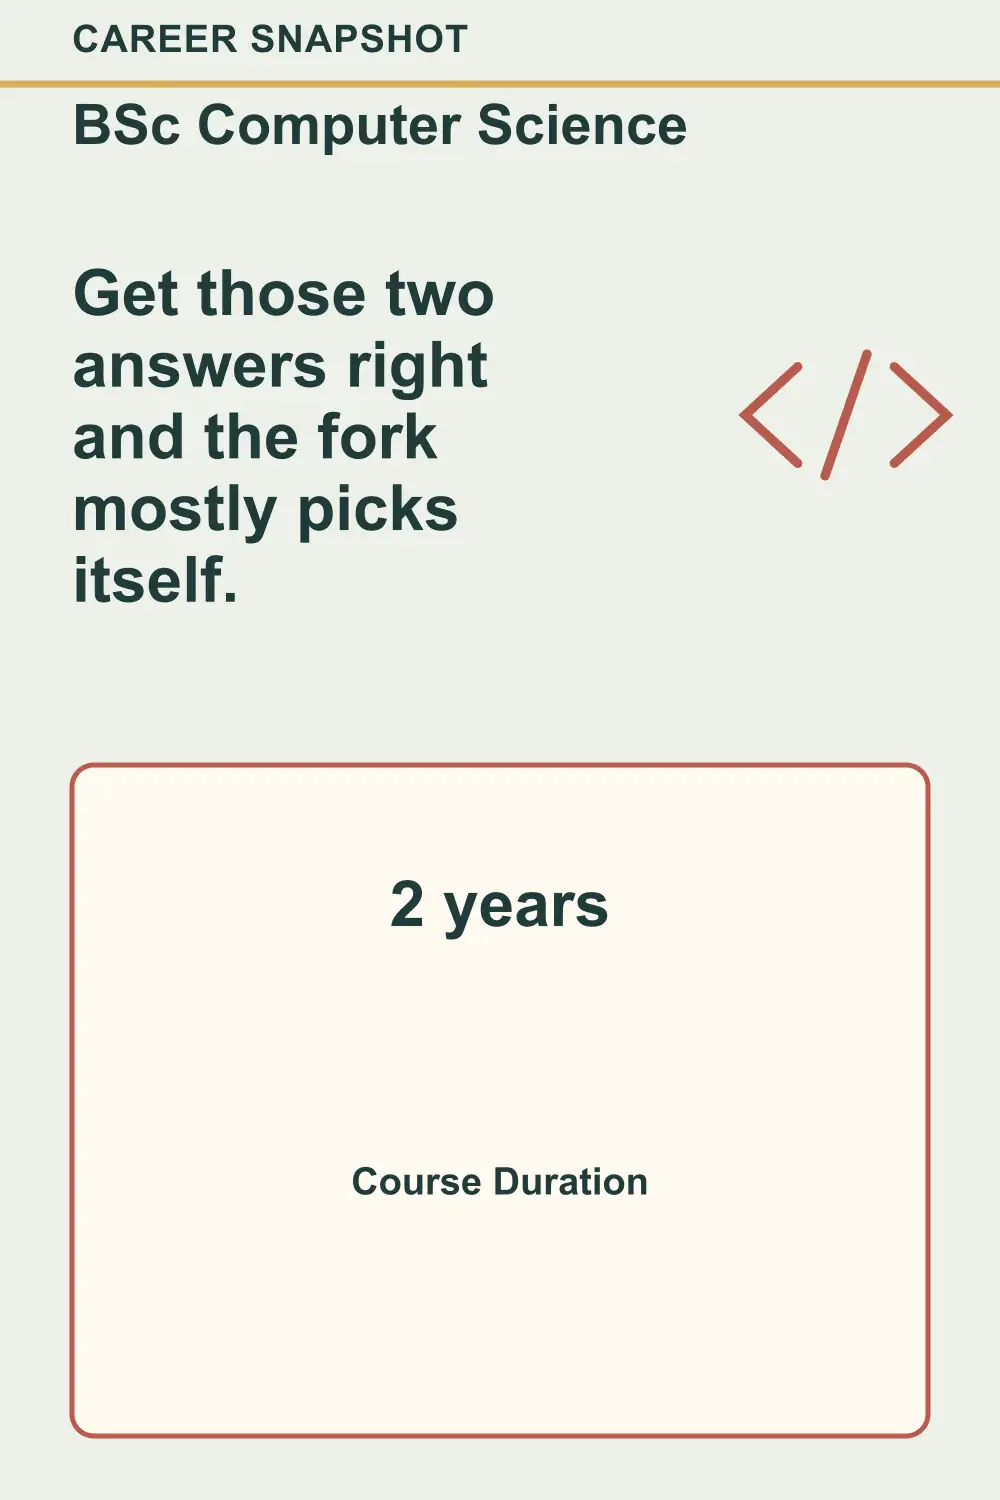 CAREER SNAPSHOT
BSc Computer Science
Get those two
answers right
and the fork
mostly picks
itself.
2 years
Course Duration